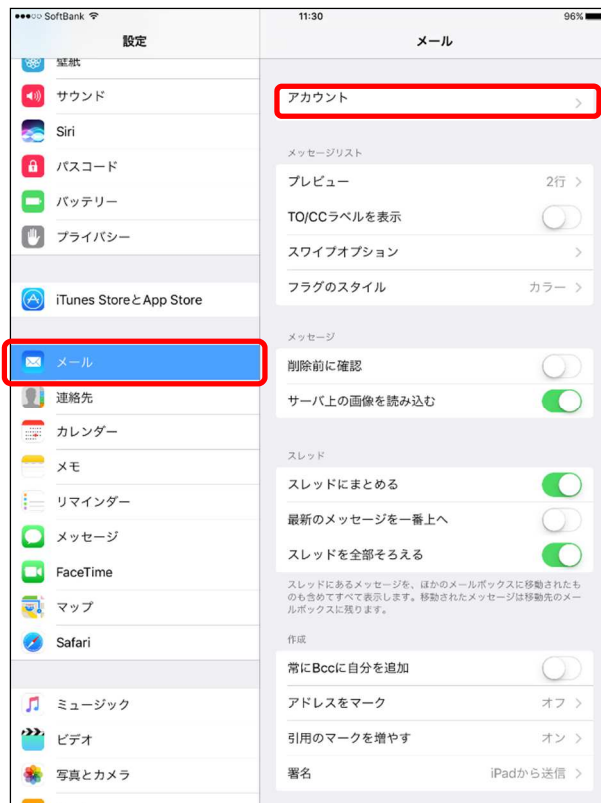 SoftBank
11:30
96%
設定
メール
壁紙
サウンド
Siri
パスコード
バッテリー
プライバシー
iTunes StoreとApp Store
メール
連絡先
カレンダー
メモ
リマインダー
メッセージ
FaceTime
マップ
Safari
ミュージック
ビデオ
写真とカメラ
アカウント
メッセージリスト
プレビュー 2行
TO/CCラベルを表示
スワイプオプション
フラグのスタイル カラー
メッセージ
削除前に確認
サーバ上の画像を読み込む
スレッド
スレッドにまとめる
最新のメッセージを一番上へ
スレッドを全部そろえる
スレッドにあるメッセージを、ほかのメールボックスに移動されたも
のも含めてすべて表示します。移動されたメッセージは移動先のメー
ルボックスに残ります。
作成
常にBccに自分を追加
アドレスをマーク オフ
引用のマークを増やす オン
署名 iPadから送信